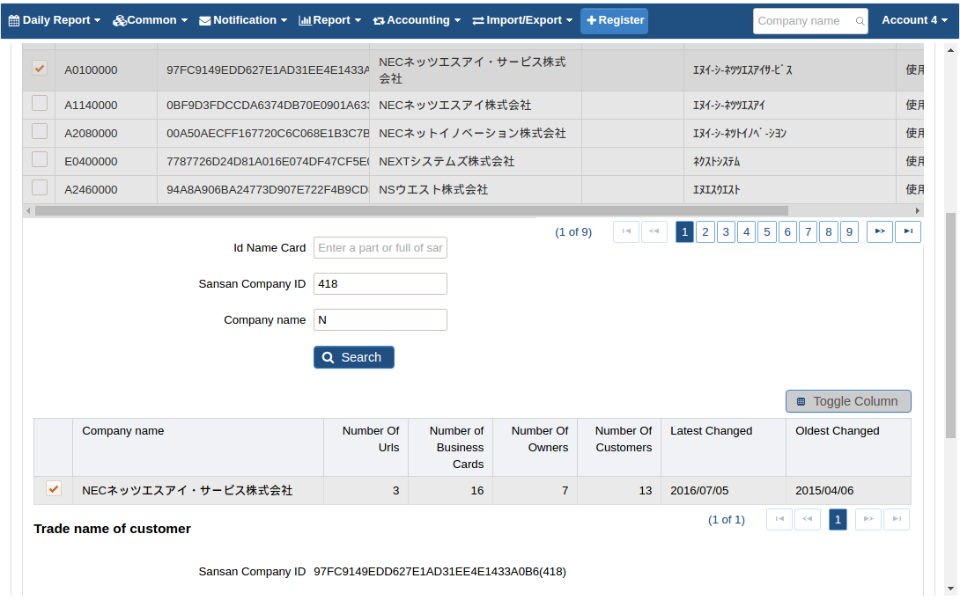 Daily Report Common Notification Report Accounting Import/Export Register Company name Account 4
A0100000 97FC9149EDD627E1AD31EE4E1433A NECネッツエスアイ・サービス株式会社 ｴﾇｲ-ｼ-ﾈﾂﾂｴｽｱｲｻ-ﾋﾞｽ 使用
A1140000 0BF9D3FDCCDA6374DB70E0901A63 NECネッツエスアイ株式会社 ｴﾇｲ-ｼ-ﾈﾂﾂｴｽｱｲ 使用
A2080000 00A50AECFF167720C6C068E1B3C7B NECネットイノベーション株式会社 ｴﾇｲ-ｼ-ﾈﾂﾄｲﾉﾍﾞ-ｼﾖﾝ 使用
E0400000 7787726D24D81A016E074DF47CF5E NEXTシステムズ株式会社 ﾈｸｽﾄｼｽﾃﾑ 使用
A2460000 94A8A906BA24773D907E722F4B9CD NSウエスト株式会社 ｴﾇｴｽｳｴｽﾄ 使用
(1 of 9) 1 2 3 4 5 6 7 8 9
Id Name Card Enter a part or full of sar
Sansan Company ID 418
Company name N
Search
Toggle Column
Company name Number Of Urls Number of Business Cards Number Of Owners Number Of Customers Latest Changed Oldest Changed
NECネッツエスアイ・サービス株式会社 3 16 7 13 2016/07/05 2015/04/06
(1 of 1) 1
Trade name of customer
Sansan Company ID 97FC9149EDD627E1AD31EE4E1433A0B6(418)